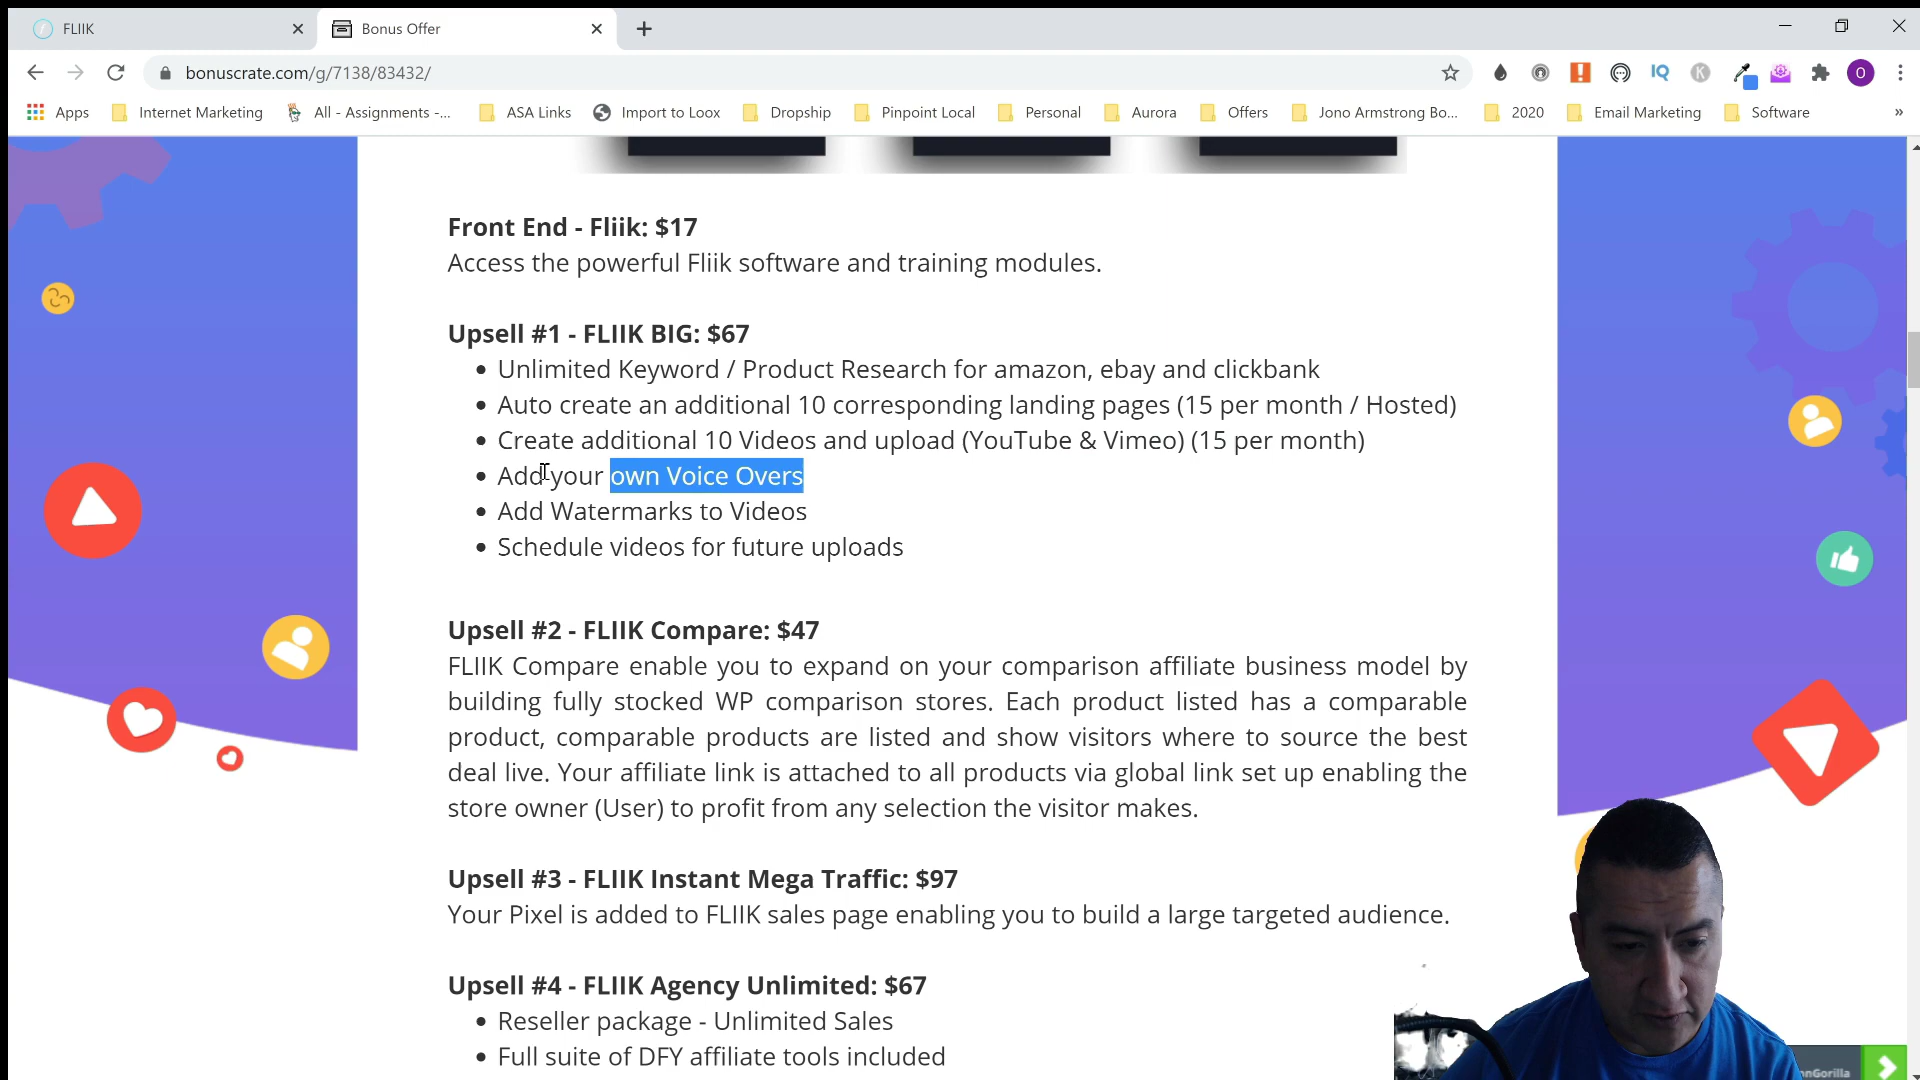 FLIIK
Bonus Offer
bonuscrate.com/g/7138/83432/
O
Apps
Internet Marketing
All - Assignments -...
ASA Links
Import to Loox
Dropship
Pinpoint Local
Personal
Aurora
Offers
Jono Armstrong Bo...
2020
Email Marketing
Software
»
Front End - Fliik: $17
Access the powerful Fliik software and training modules.
Upsell #1 - FLIIK BIG: $67
• Unlimited Keyword / Product Research for amazon, ebay and clickbank
• Auto create an additional 10 corresponding landing pages (15 per month / Hosted)
• Create additional 10 Videos and upload (YouTube & Vimeo) (15 per month)
• Add your own Voice Overs
• Add Watermarks to Videos
• Schedule videos for future uploads
Upsell #2 - FLIIK Compare: $47
FLIIK Compare enable you to expand on your comparison affiliate business model by
building fully stocked WP comparison stores. Each product listed has a comparable
product, comparable products are listed and show visitors where to source the best
deal live. Your affiliate link is attached to all products via global link set up enabling the
store owner (User) to profit from any selection the visitor makes.
Upsell #3 - FLIIK Instant Mega Traffic: $97
Your Pixel is added to FLIIK sales page enabling you to build a large targeted audience.
Upsell #4 - FLIIK Agency Unlimited: $67
• Reseller package - Unlimited Sales
• Full suite of DFY affiliate tools included